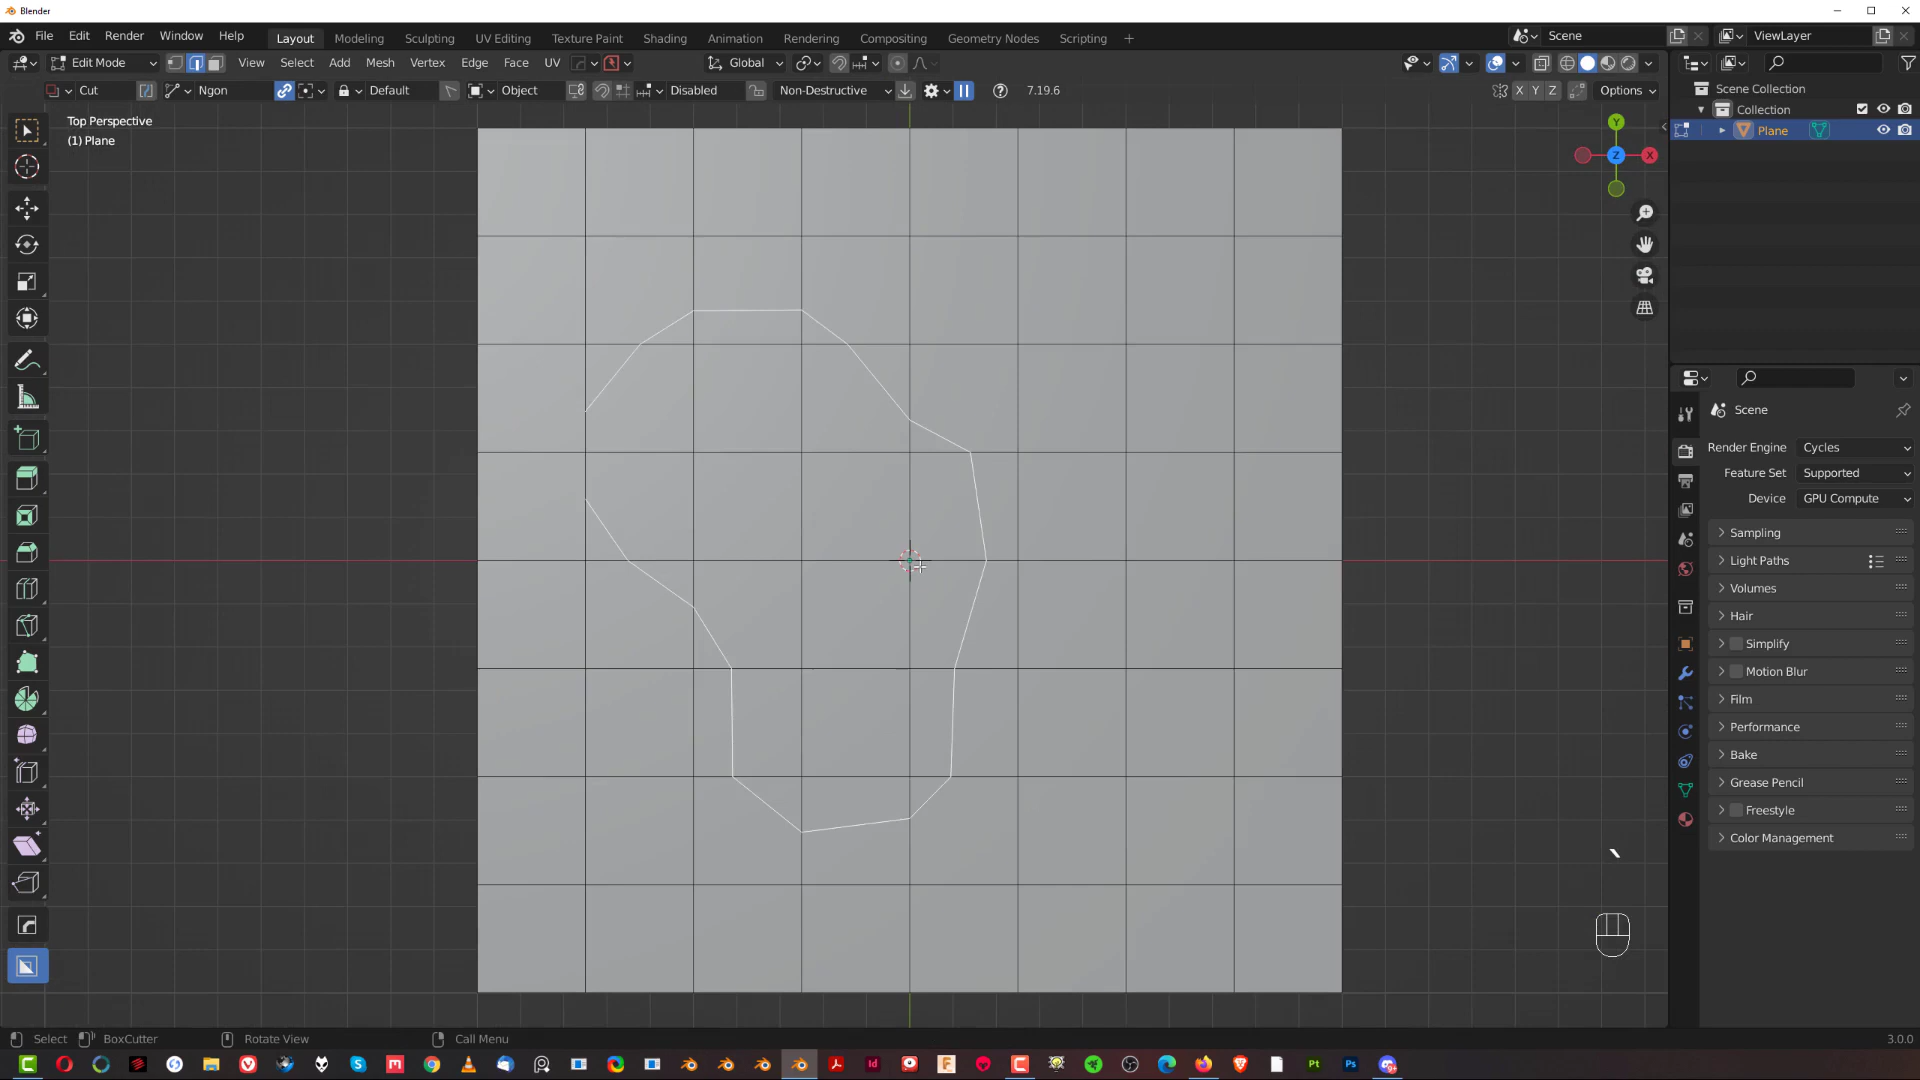 Blender
File Edit Render Window Help Layout Modeling Sculpting UV Editing Texture Paint Shading Animation Rendering Compositing Geometry Nodes Scripting + Scene ViewLayer
Edit Mode View Select Add Mesh Vertex Edge Face UV Global
Cut Ngon Default Object Disabled Non-Destructive 7.19.6 X Y Z Options
Scene Collection
Collection
Plane
Top Perspective
(1) Plane
Y
Z X
Scene
Render Engine Cycles
Feature Set Supported
Device GPU Compute
Sampling
Light Paths
Volumes
Hair
Simplify
Motion Blur
Film
Performance
Bake
Grease Pencil
Freestyle
Color Management
Select BoxCutter Rotate View Call Menu 3.0.0